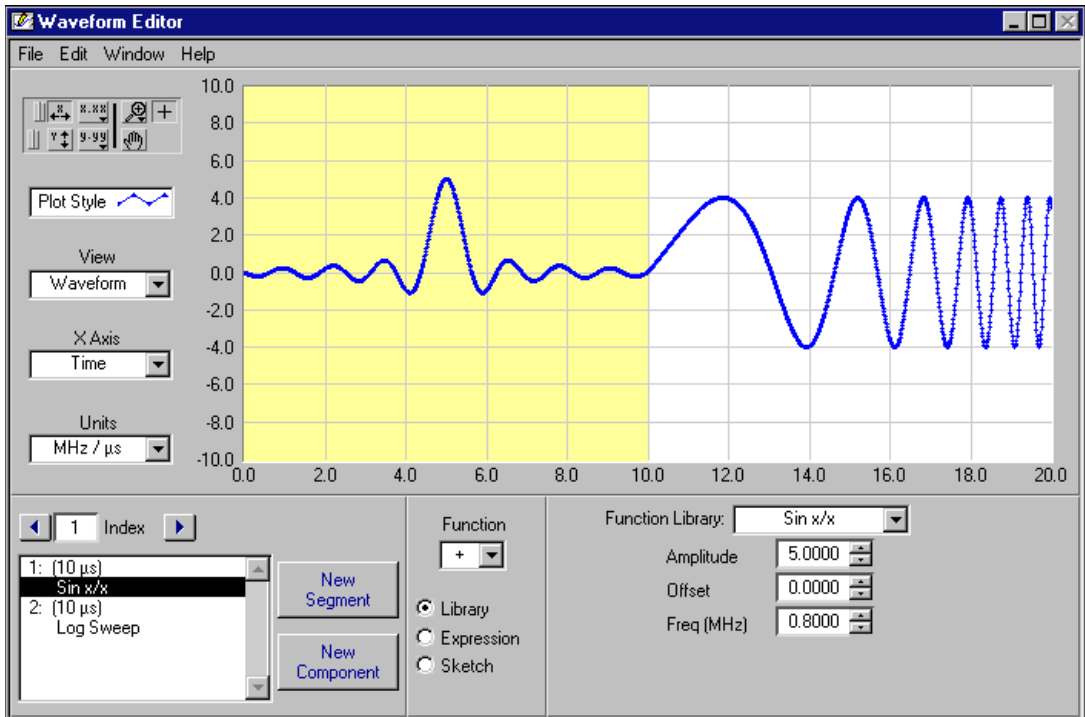 Waveform Editor
File Edit Window Help
X X.XX
Y Y.YY
Plot Style
View
Waveform
X Axis
Time
Units
MHz / µs
10.0
8.0
6.0
4.0
2.0
0.0
-2.0
-4.0
-6.0
-8.0
-10.0
0.0 2.0 4.0 6.0 8.0 10.0 12.0 14.0 16.0 18.0 20.0
1 Index
1: (10 µs)
Sin x/x
2: (10 µs)
Log Sweep
New
Segment
New
Component
Function
+
Library
Expression
Sketch
Function Library: Sin x/x
Amplitude 5.0000
Offset 0.0000
Freq (MHz) 0.8000